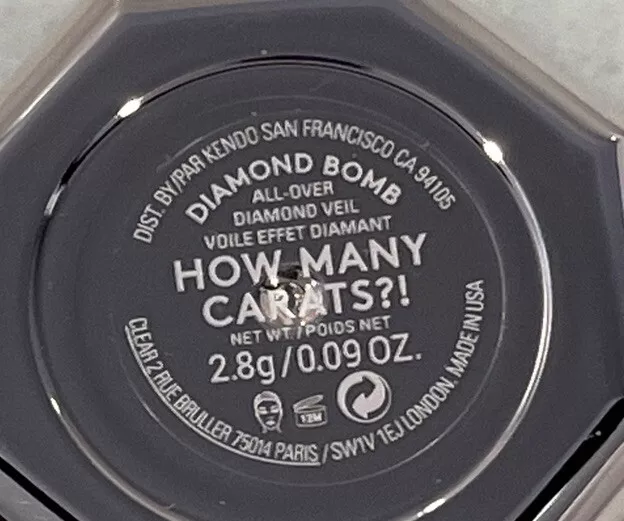 DIST. BY/PAR KENDO SAN FRANCISCO CA 94105
DIAMOND BOMB
ALL-OVER
DIAMOND VEIL
VOILE EFFET DIAMANT
HOW MANY
CARATS?!
NET WT./POIDS NET
2.8g/0.09 OZ.
12M
CLEAR 2 RUE BRULLER 75014 PARIS / SW1V 1EJ LONDON. MADE IN USA